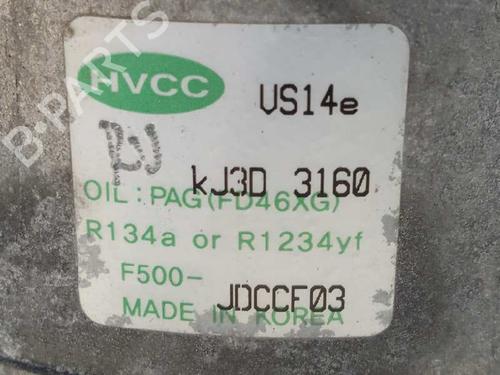 HVCC VS14e
kJ3D 3160
OIL : PAG(FD46XG)
R134a or R1234yf
F500- JDCCF03
MADE IN KOREA
B-PARTS